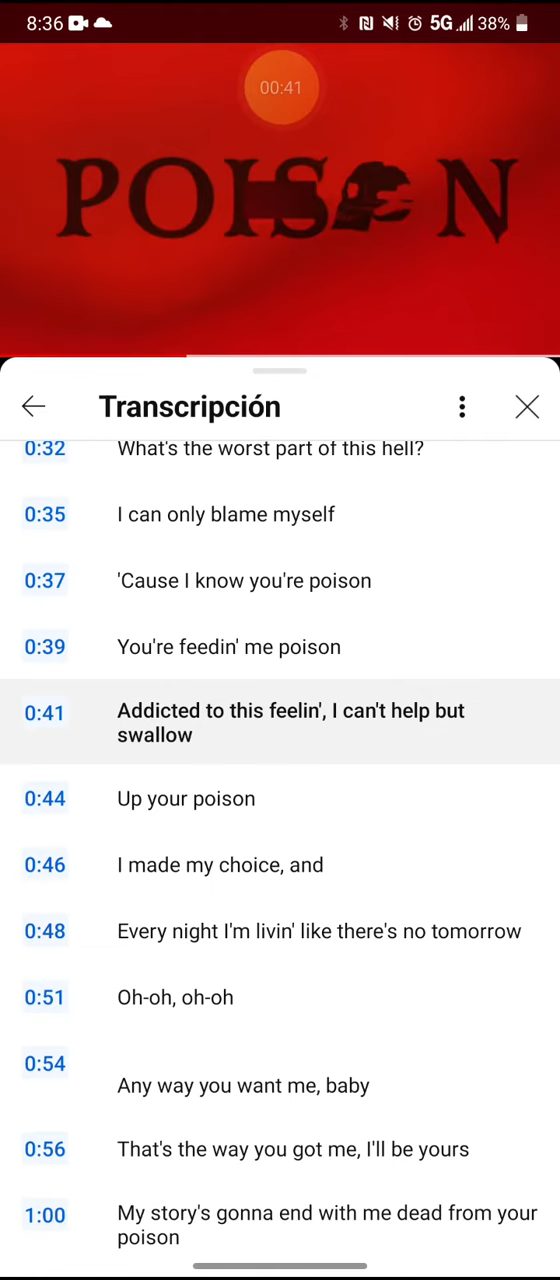 8:36 5G 38%
00:41
POISON
Transcripción
0:32 What's the worst part of this hell?
0:35 I can only blame myself
0:37 'Cause I know you're poison
0:39 You're feedin' me poison
0:41 Addicted to this feelin', I can't help but
swallow
0:44 Up your poison
0:46 I made my choice, and
0:48 Every night I'm livin' like there's no tomorrow
0:51 Oh-oh, oh-oh
0:54 Any way you want me, baby
0:56 That's the way you got me, I'll be yours
1:00 My story's gonna end with me dead from your
poison